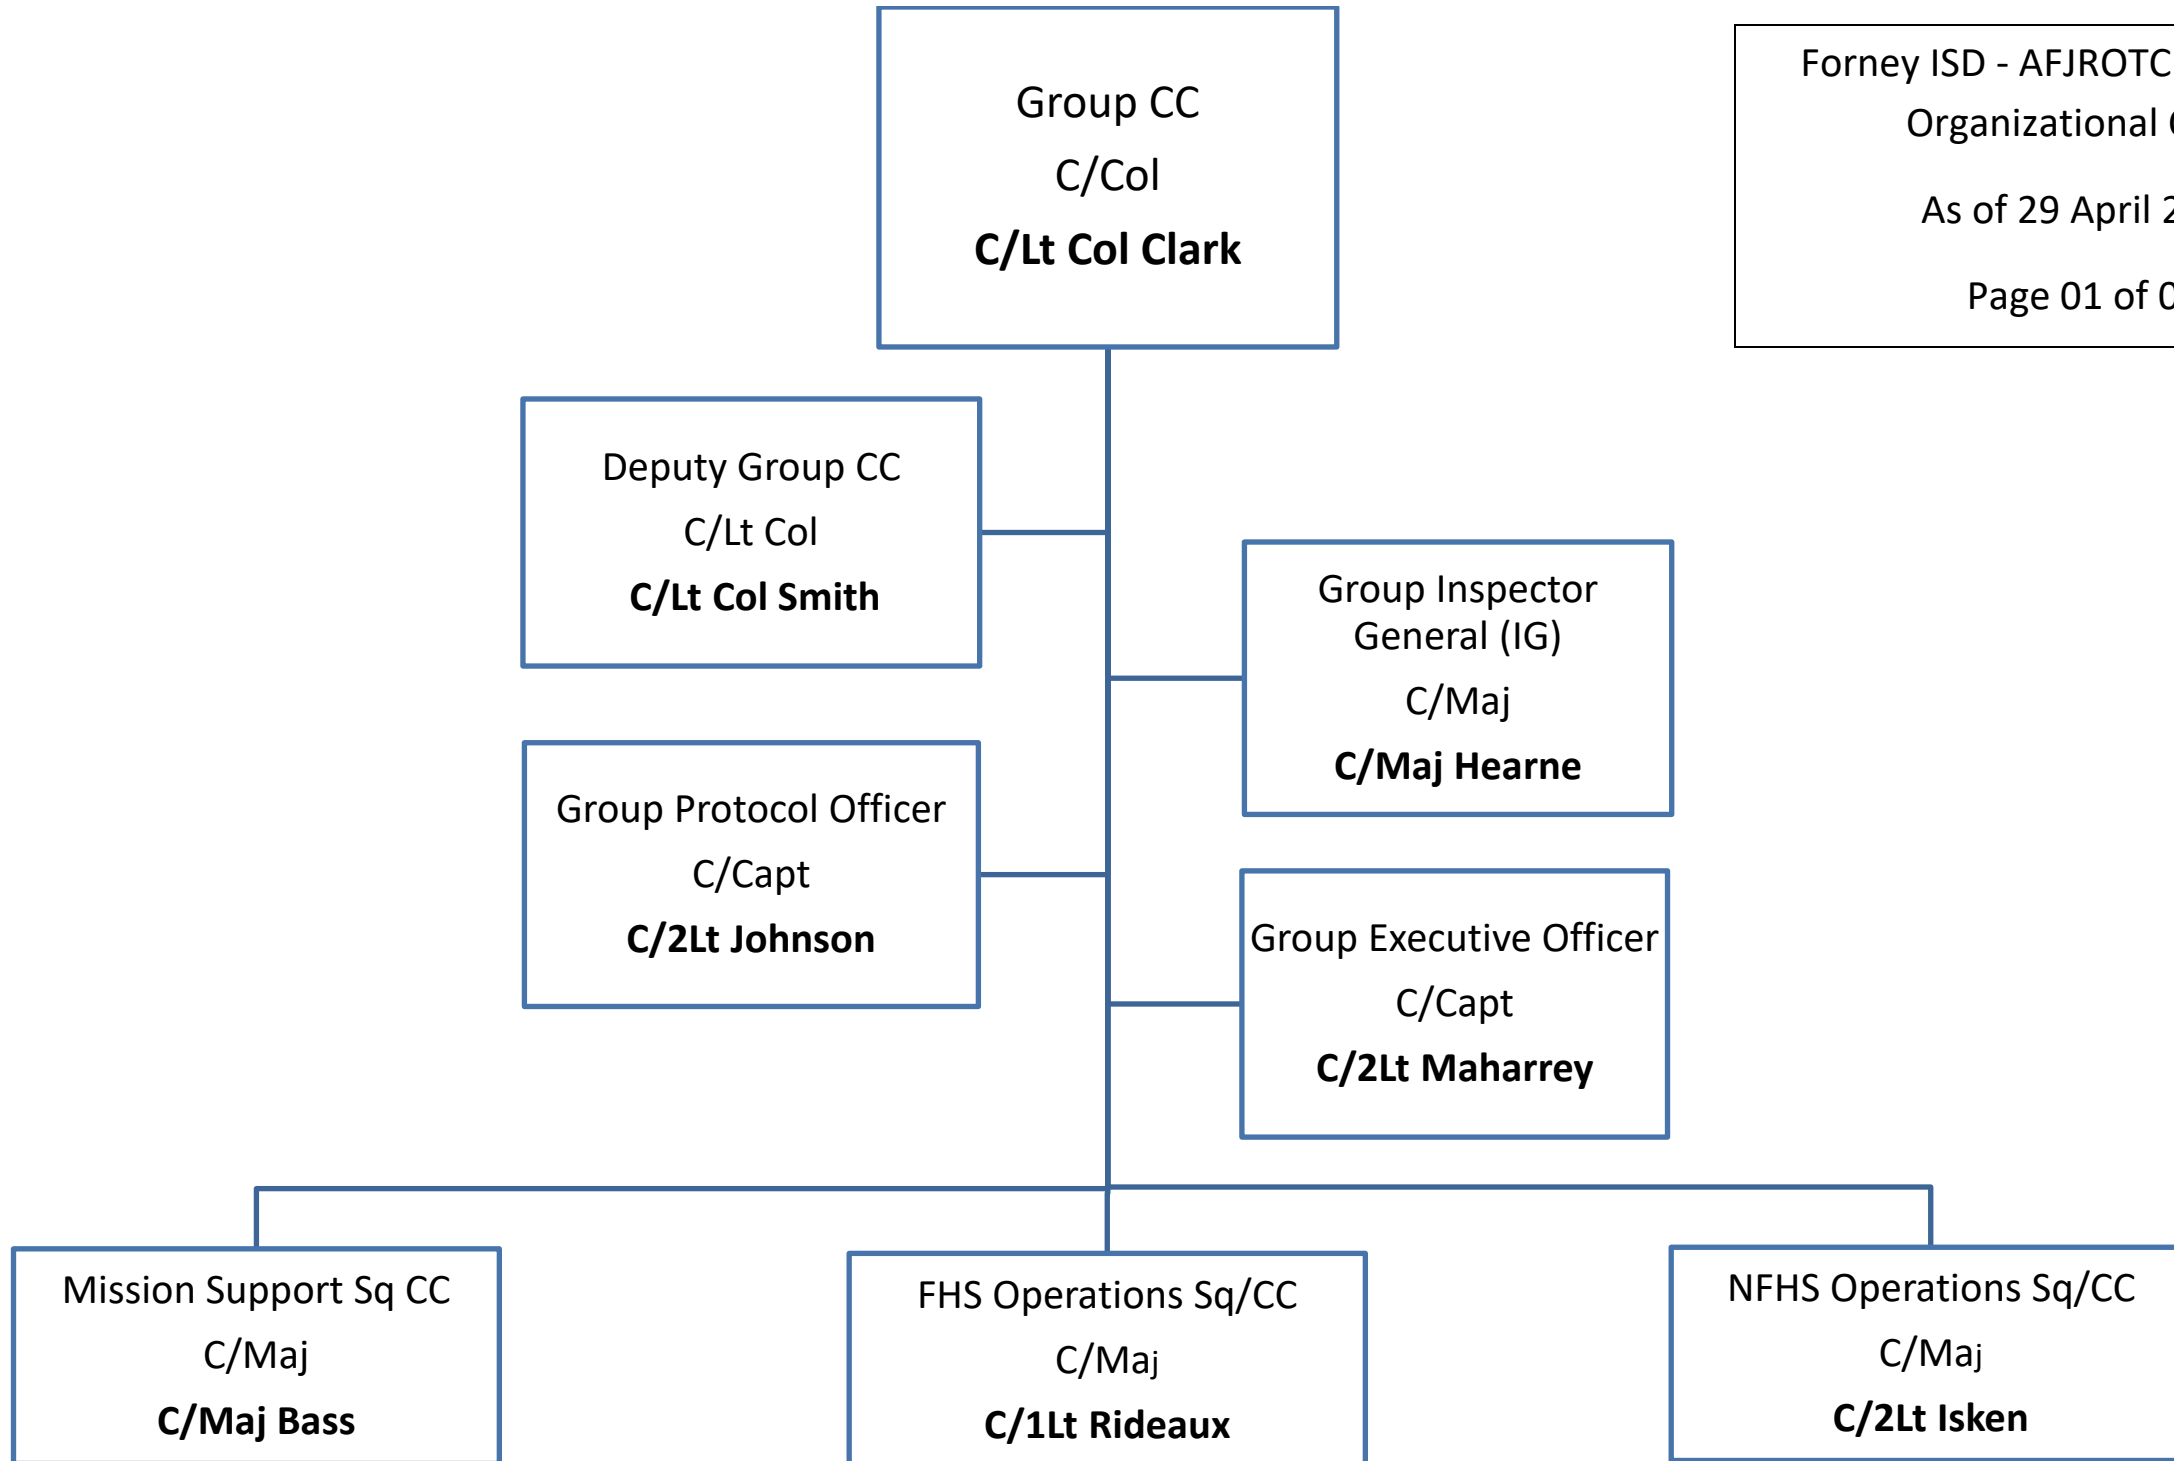 Group CC
C/Col
C/Lt Col Clark
Forney ISD - AFJROTC
Organizational
As of 29 April
Page 01 of
Deputy Group CC
C/Lt Col
C/Lt Col Smith
Group Inspector
General (IG)
C/Maj
C/Maj Hearne
Group Protocol Officer
C/Capt
C/2Lt Johnson
Group Executive Officer
C/Capt
C/2Lt Maharrey
Mission Support Sq CC
C/Maj
C/Maj Bass
FHS Operations Sq/CC
C/Maj
C/1Lt Rideaux
NFHS Operations Sq/CC
C/Maj
C/2Lt Isken